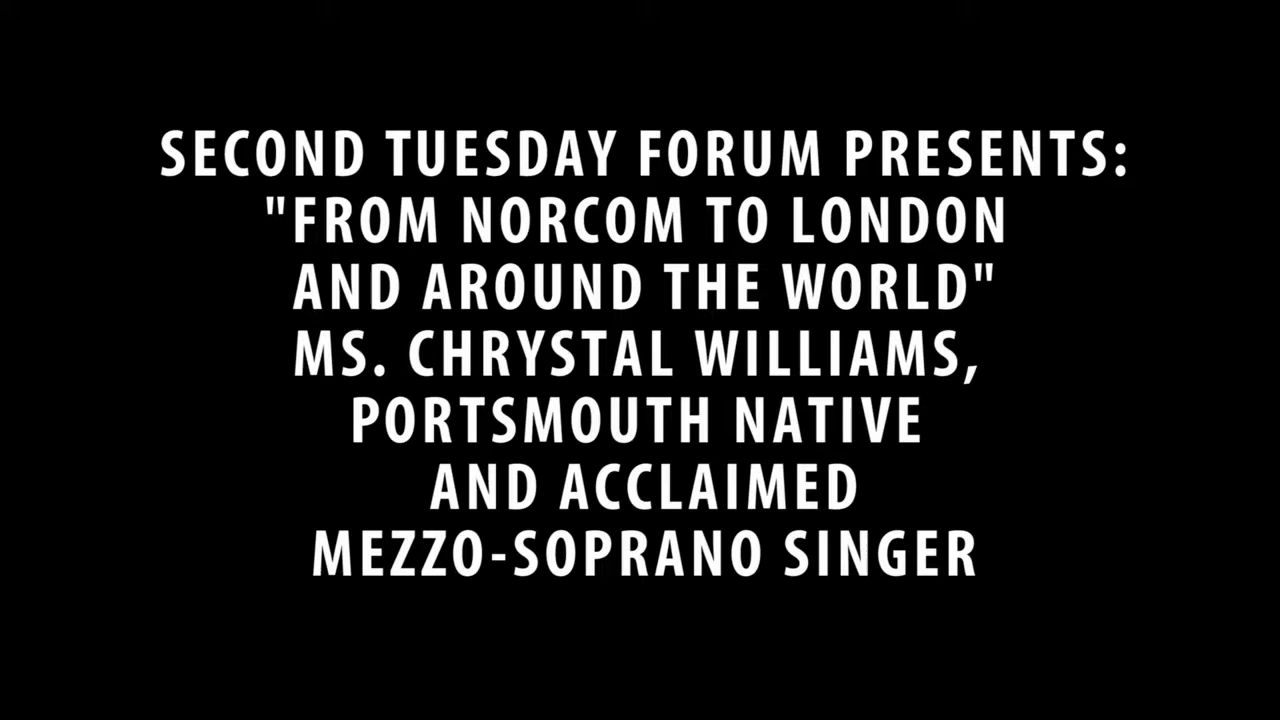 SECOND TUESDAY FORUM PRESENTS:
"FROM NORCOM TO LONDON
AND AROUND THE WORLD"
MS. CHRYSTAL WILLIAMS,
PORTSMOUTH NATIVE
AND ACCLAIMED
MEZZO-SOPRANO SINGER